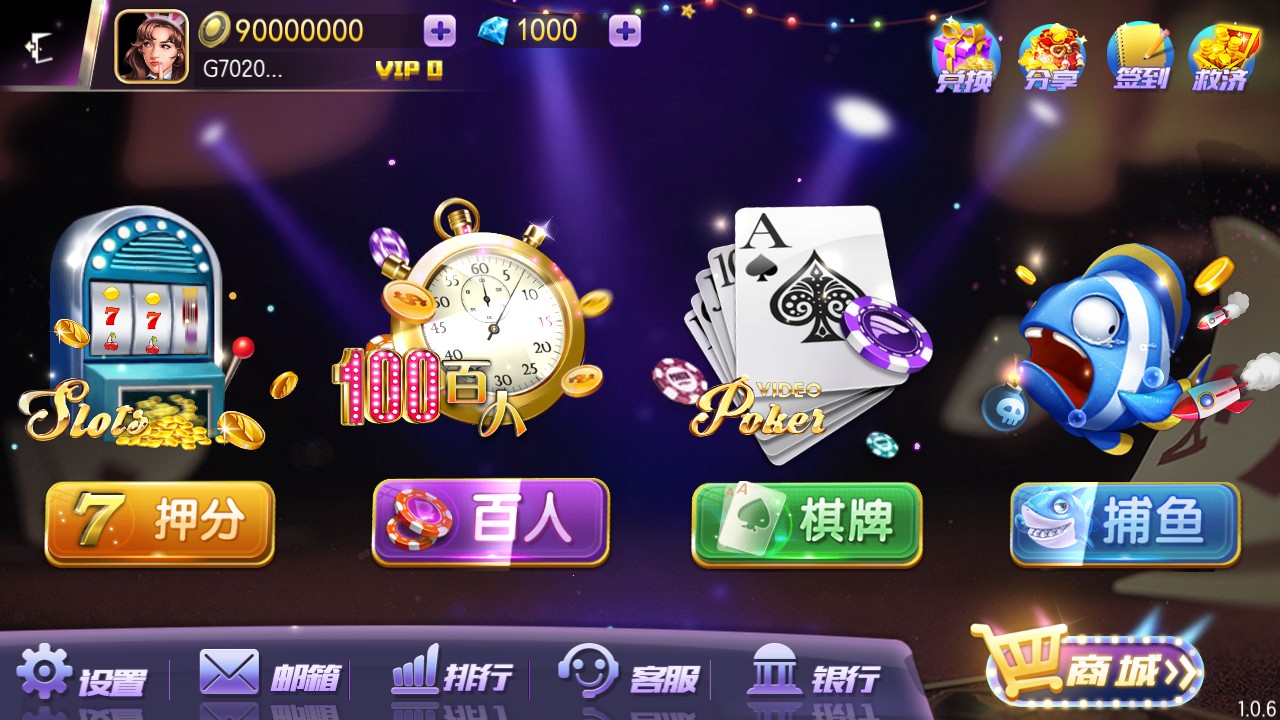 90000000
1000
G7020...
VIP 0
兑换
分享
签到
救济
Slots
100百人
VIDEO
Poker
7 押分
百人
棋牌
捕鱼
设置
邮箱
排行
客服
银行
商城
1.0.6